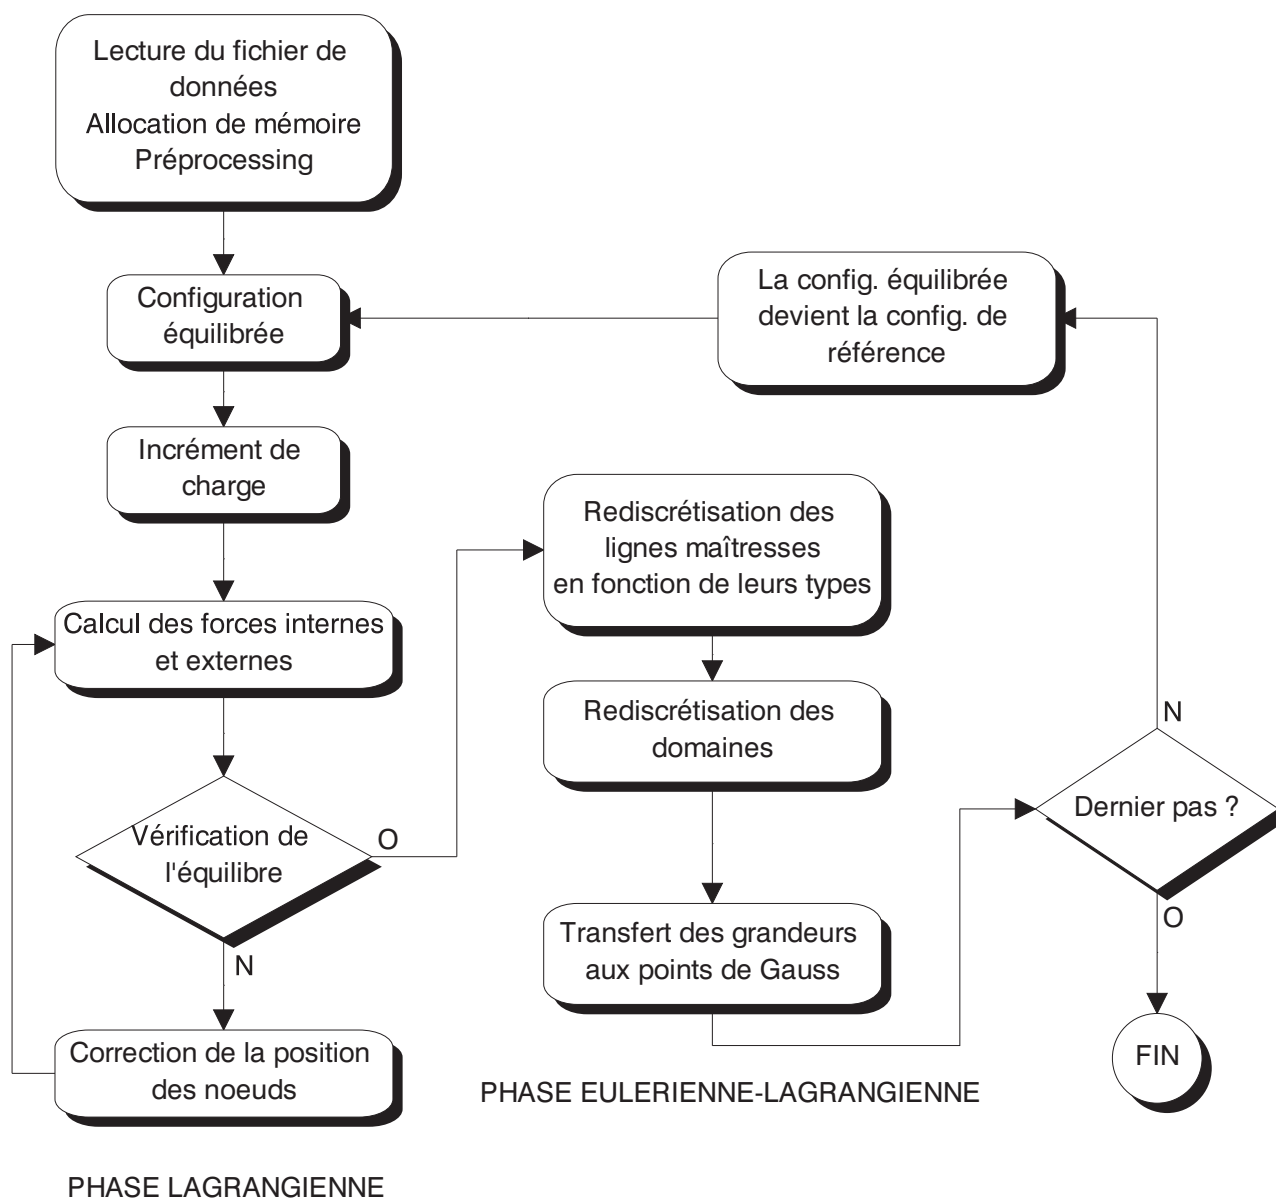 Lecture du fichier de
données
Allocation de mémoire
Préprocessing
Configuration
équilibrée
La config. équilibrée
devient la config. de
référence
Incrément de
charge
Rediscrétisation des
lignes maîtresses
en fonction de leurs types
Calcul des forces internes
et externes
Rediscrétisation des
domaines
N
Dernier pas ?
O
Vérification de
l'équilibre
O
N
Transfert des grandeurs
aux points de Gauss
Correction de la position
des noeuds
FIN
PHASE EULERIENNE-LAGRANGIENNE
PHASE LAGRANGIENNE